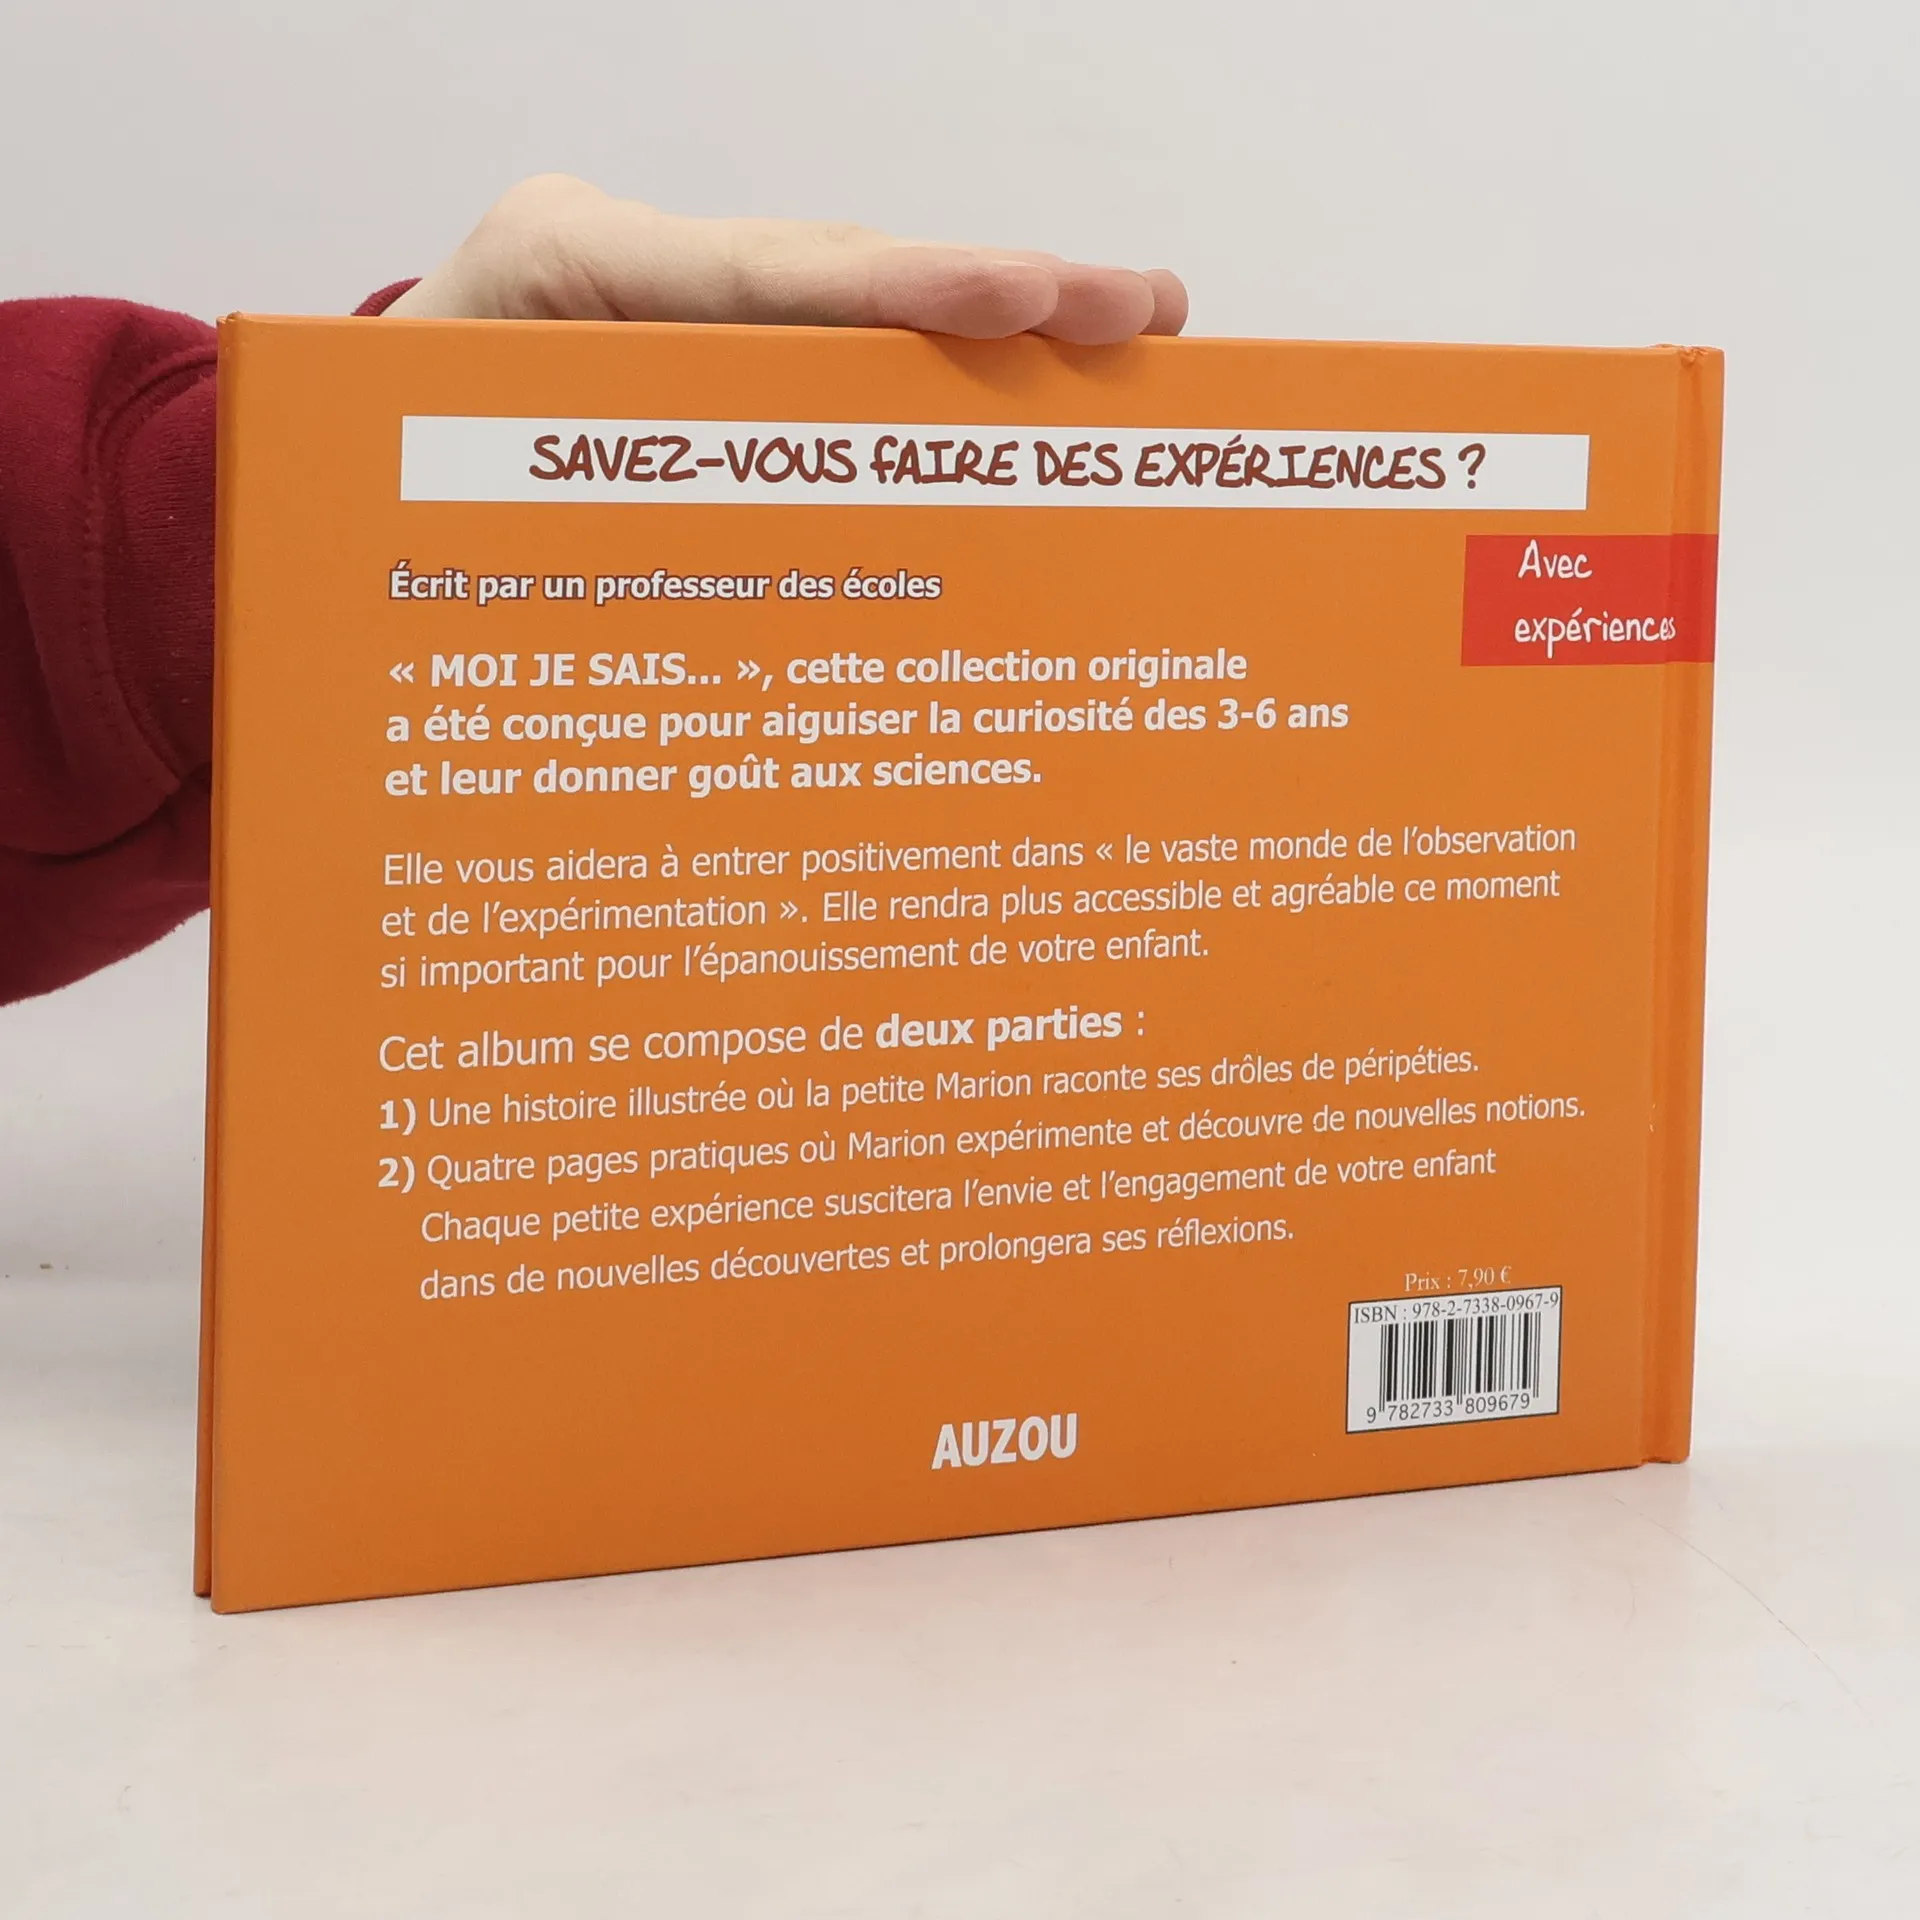 SAVEZ-VOUS FAIRE DES EXPÉRIENCES ?
Avec
expériences
Écrit par un professeur des écoles
« MOI JE SAIS... », cette collection originale
a été conçue pour aiguiser la curiosité des 3-6 ans
et leur donner goût aux sciences.
Elle vous aidera à entrer positivement dans « le vaste monde de l'observation
et de l'expérimentation ». Elle rendra plus accessible et agréable ce moment
si important pour l'épanouissement de votre enfant.
Cet album se compose de deux parties :
1) Une histoire illustrée où la petite Marion raconte ses drôles de péripéties.
2) Quatre pages pratiques où Marion expérimente et découvre de nouvelles notions.
Chaque petite expérience suscitera l'envie et l'engagement de votre enfant
dans de nouvelles découvertes et prolongera ses réflexions.
Prix : 7,90 €
ISBN : 978-2-7338-0967-9
9 782733 809679
AUZOU